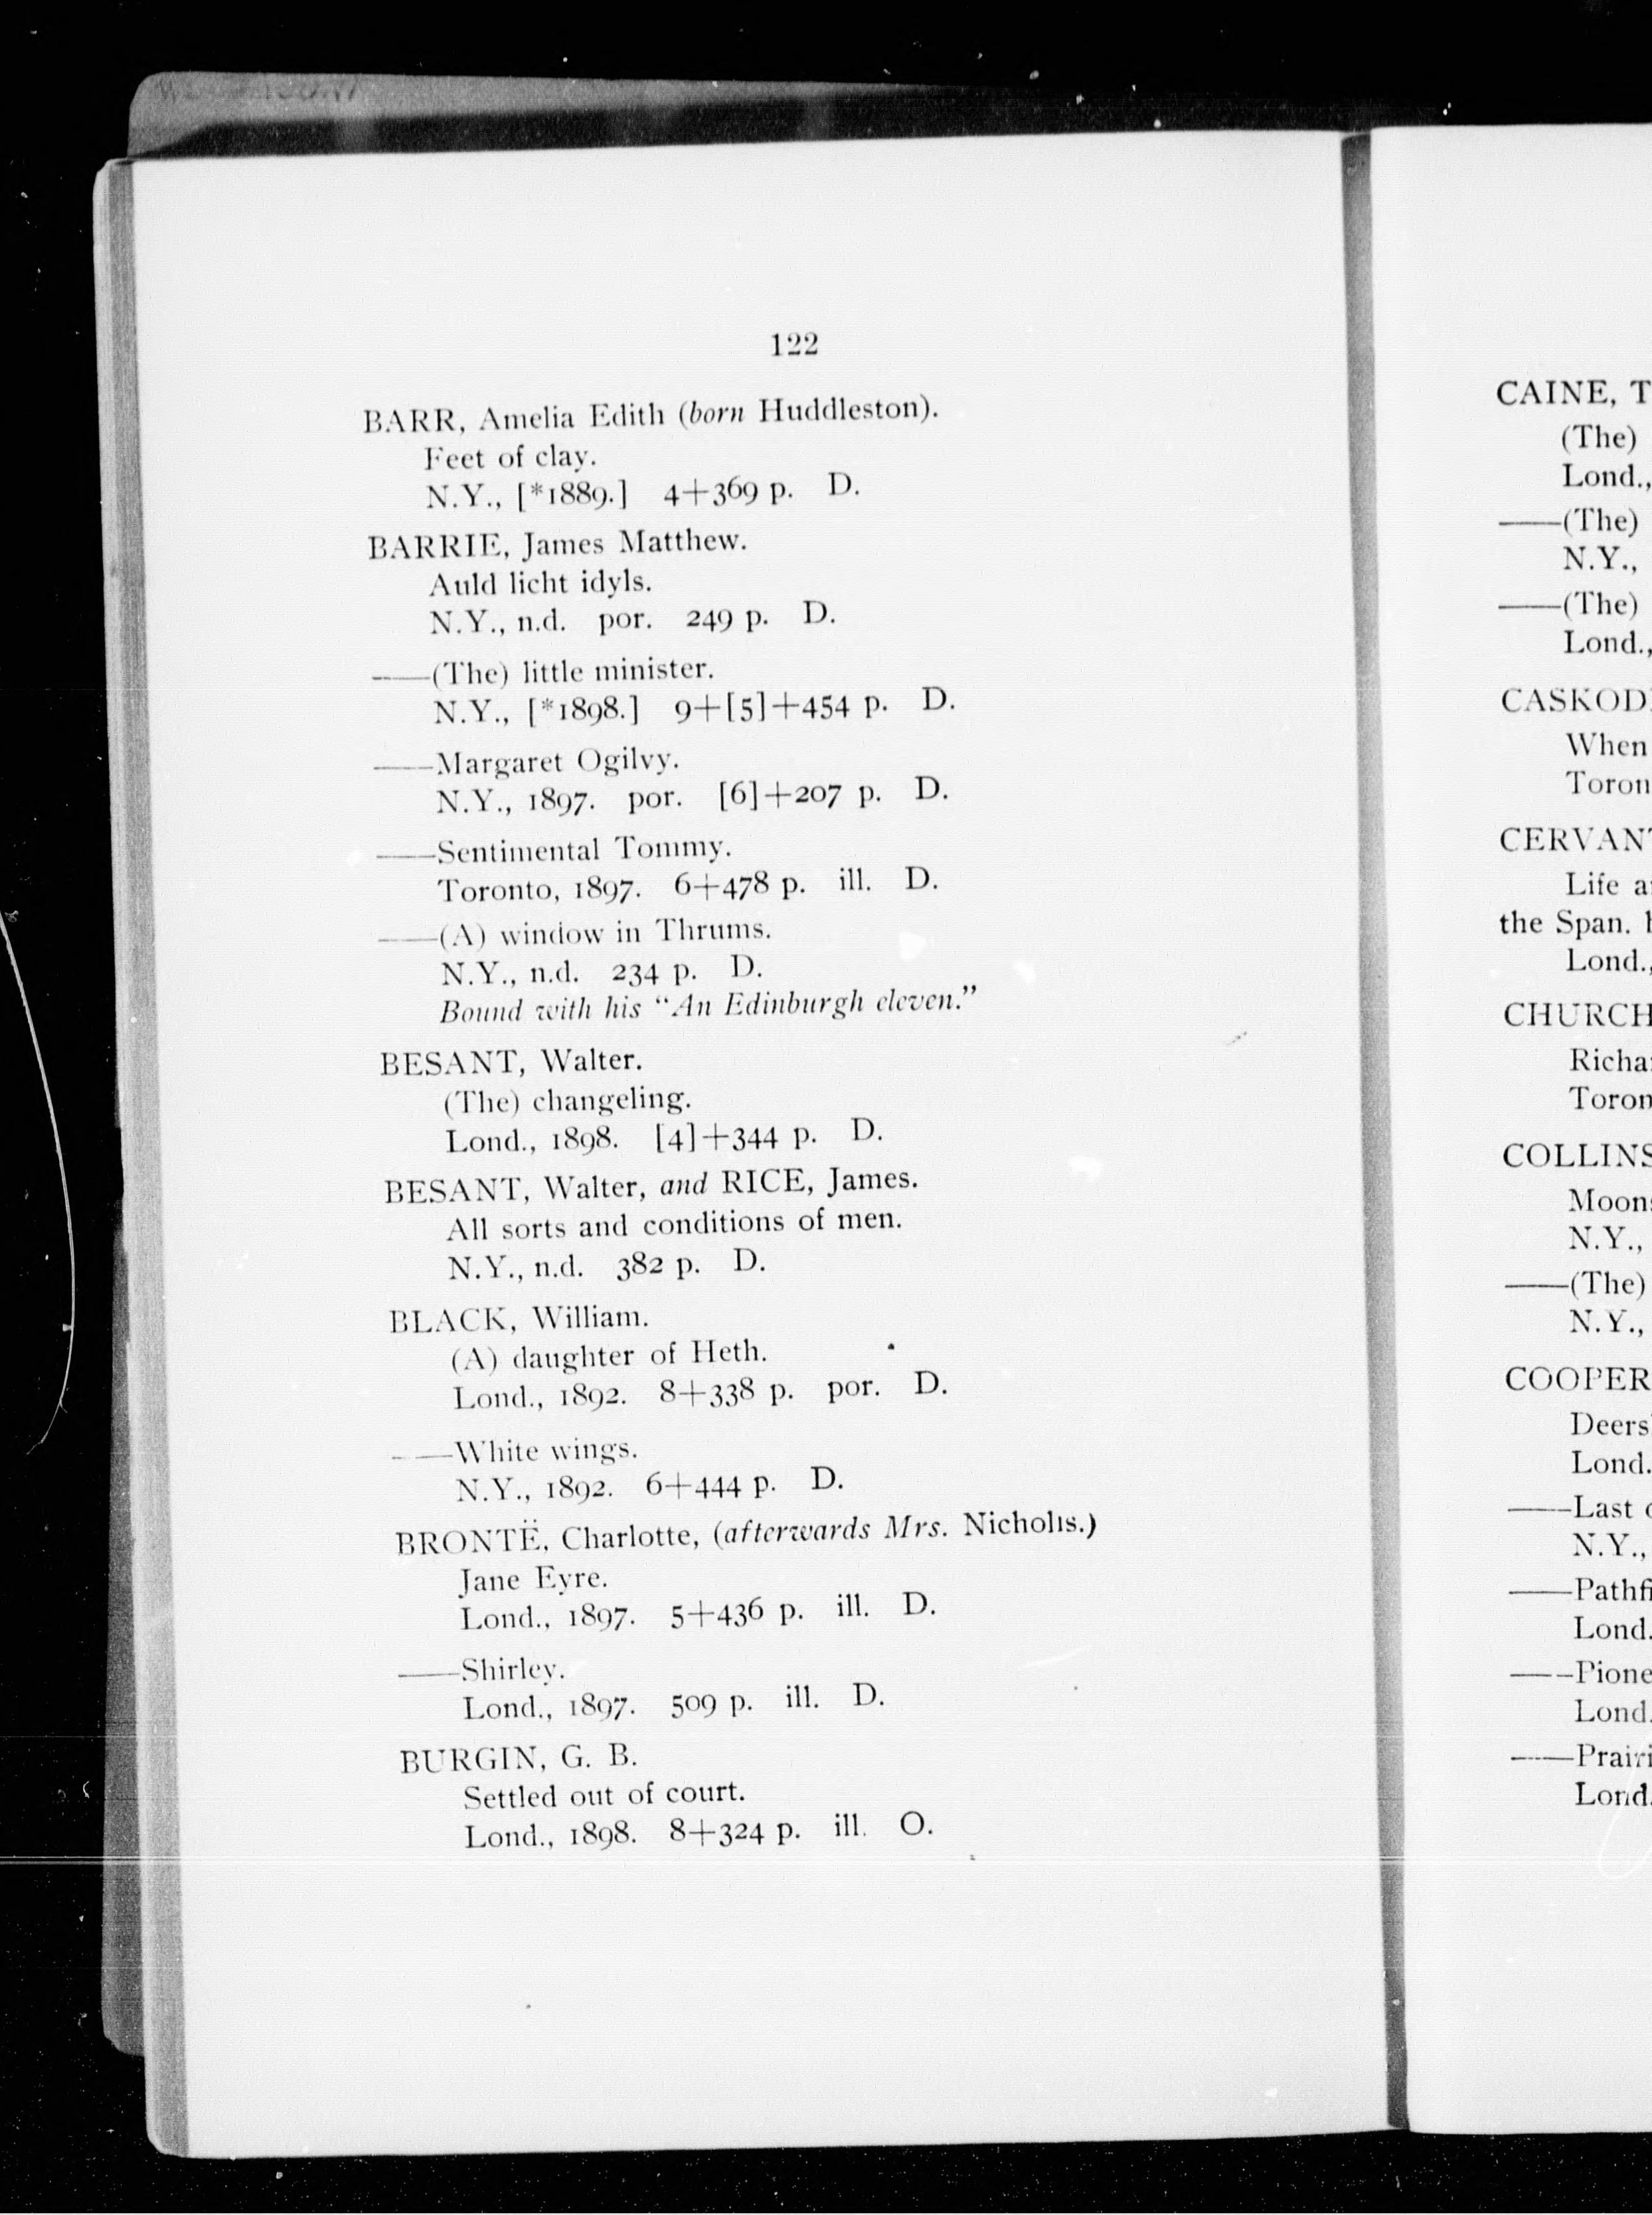 122
BARR, Amelia Edith (born Huddleston).
Feet of clay.
N.Y., [*1889.] 4+369 p. D.
BARRIE, James Matthew.
Auld licht idyls.
N.Y., n.d. por. 249 p. D.
——(The) little minister.
N.Y., [*1898.] 9+[5]+454 p. D.
——Margaret Ogilvy.
N.Y., 1897. por. [6]+207 p. D.
——Sentimental Tommy.
Toronto, 1897. 6+478 p. ill. D.
——(A) window in Thrums.
N.Y., n.d. 234 p. D.
Bound with his “An Edinburgh eleven.”
BESANT, Walter.
(The) changeling.
Lond., 1898. [4]+344 p. D.
BESANT, Walter, and RICE, James.
All sorts and conditions of men.
N.Y., n.d. 382 p. D.
BLACK, William.
(A) daughter of Heth.
Lond., 1892. 8+338 p. por. D.
——White wings.
N.Y., 1892. 6+444 p. D.
BRONTË, Charlotte, (afterwards Mrs. Nicholls.)
Jane Eyre.
Lond., 1897. 5+436 p. ill. D.
——Shirley.
Lond., 1897. 509 p. ill. D.
BURGIN, G. B.
Settled out of court.
Lond., 1898. 8+324 p. ill. O.
CAINE, T
(The)
Lond.,
——(The)
N.Y.,
——(The)
Lond.,
CASKOD
When
Toron
CERVANT
Life a
the Span.
Lond.,
CHURCH
Richa
Toron
COLLINS
Moons
N.Y.,
——(The)
N.Y.,
COOPER
Deers
Lond.
——Last o
N.Y.,
——Pathfi
Lond.
——Pione
Lond.
——Prairi
Lond.